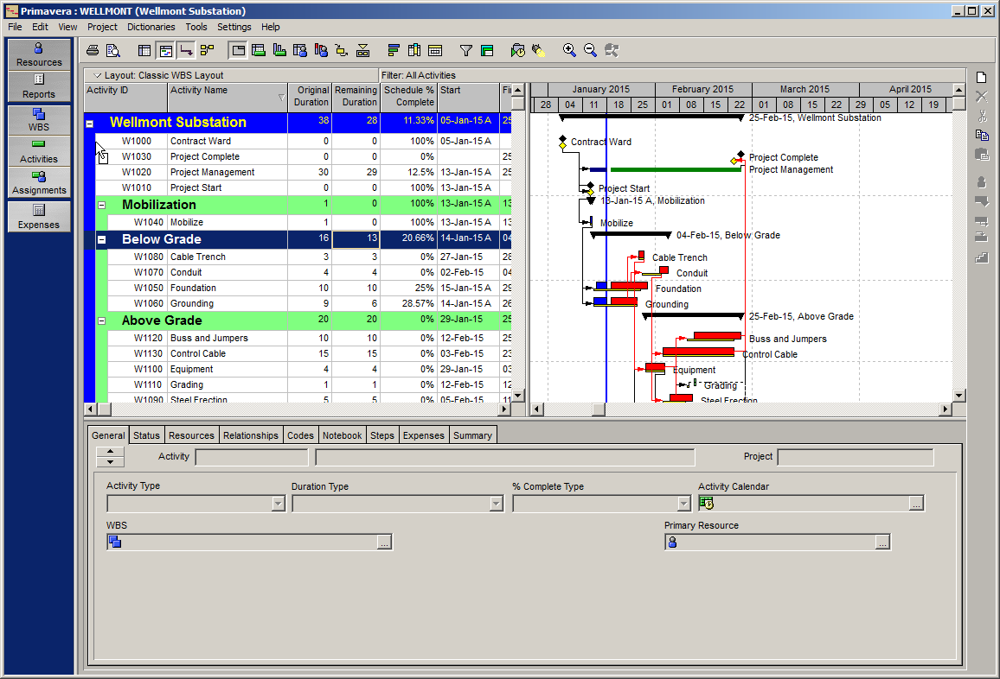 Primavera : WELLMONT (Wellmont Substation)
File Edit View Project Dictionaries Tools Settings Help
Resources
Reports
WBS
Activities
Assignments
Expenses
Layout: Classic WBS Layout Filter: All Activities
Activity ID Activity Name Original Duration Remaining Duration Schedule % Complete Start
Wellmont Substation 38 28 11.33% 05-Jan-15 A 25
W1000 Contract Ward 0 0 100% 05-Jan-15 A
W1030 Project Complete 0 0 0% 25
W1020 Project Management 30 29 12.5% 13-Jan-15 A 25
W1010 Project Start 0 0 100% 13-Jan-15 A
Mobilization 1 0 100% 13-Jan-15 A 13
W1040 Mobilize 1 0 100% 13-Jan-15 A 13
Below Grade 16 13 20.66% 14-Jan-15 A 04
W1080 Cable Trench 3 3 0% 27-Jan-15 28
W1070 Conduit 4 4 0% 02-Feb-15 04
W1050 Foundation 10 10 25% 15-Jan-15 A 29
W1060 Grounding 9 6 28.57% 14-Jan-15 A 26
Above Grade 20 20 0% 29-Jan-15 25
W1120 Buss and Jumpers 10 10 0% 12-Feb-15 25
W1130 Control Cable 15 15 0% 03-Feb-15 23
W1100 Equipment 4 4 0% 29-Jan-15 03
W1110 Grading 1 1 0% 12-Feb-15 12
W1090 Steel Erection 5 5 0% 05-Feb-15 11
January 2015 February 2015 March 2015 April 2015
28 04 11 18 25 01 08 15 22 01 08 15 22 29 05 12 19
25-Feb-15, Wellmont Substation
Contract Ward
Project Complete
Project Management
Project Start
13-Jan-15 A, Mobilization
Mobilize
04-Feb-15, Below Grade
Cable Trench
Conduit
Foundation
Grounding
25-Feb-15, Above Grade
Buss and Jumpers
Control Cable
Equipment
Grading
Steel Erection
General Status Resources Relationships Codes Notebook Steps Expenses Summary
Activity Project
Activity Type Duration Type % Complete Type Activity Calendar
WBS Primary Resource